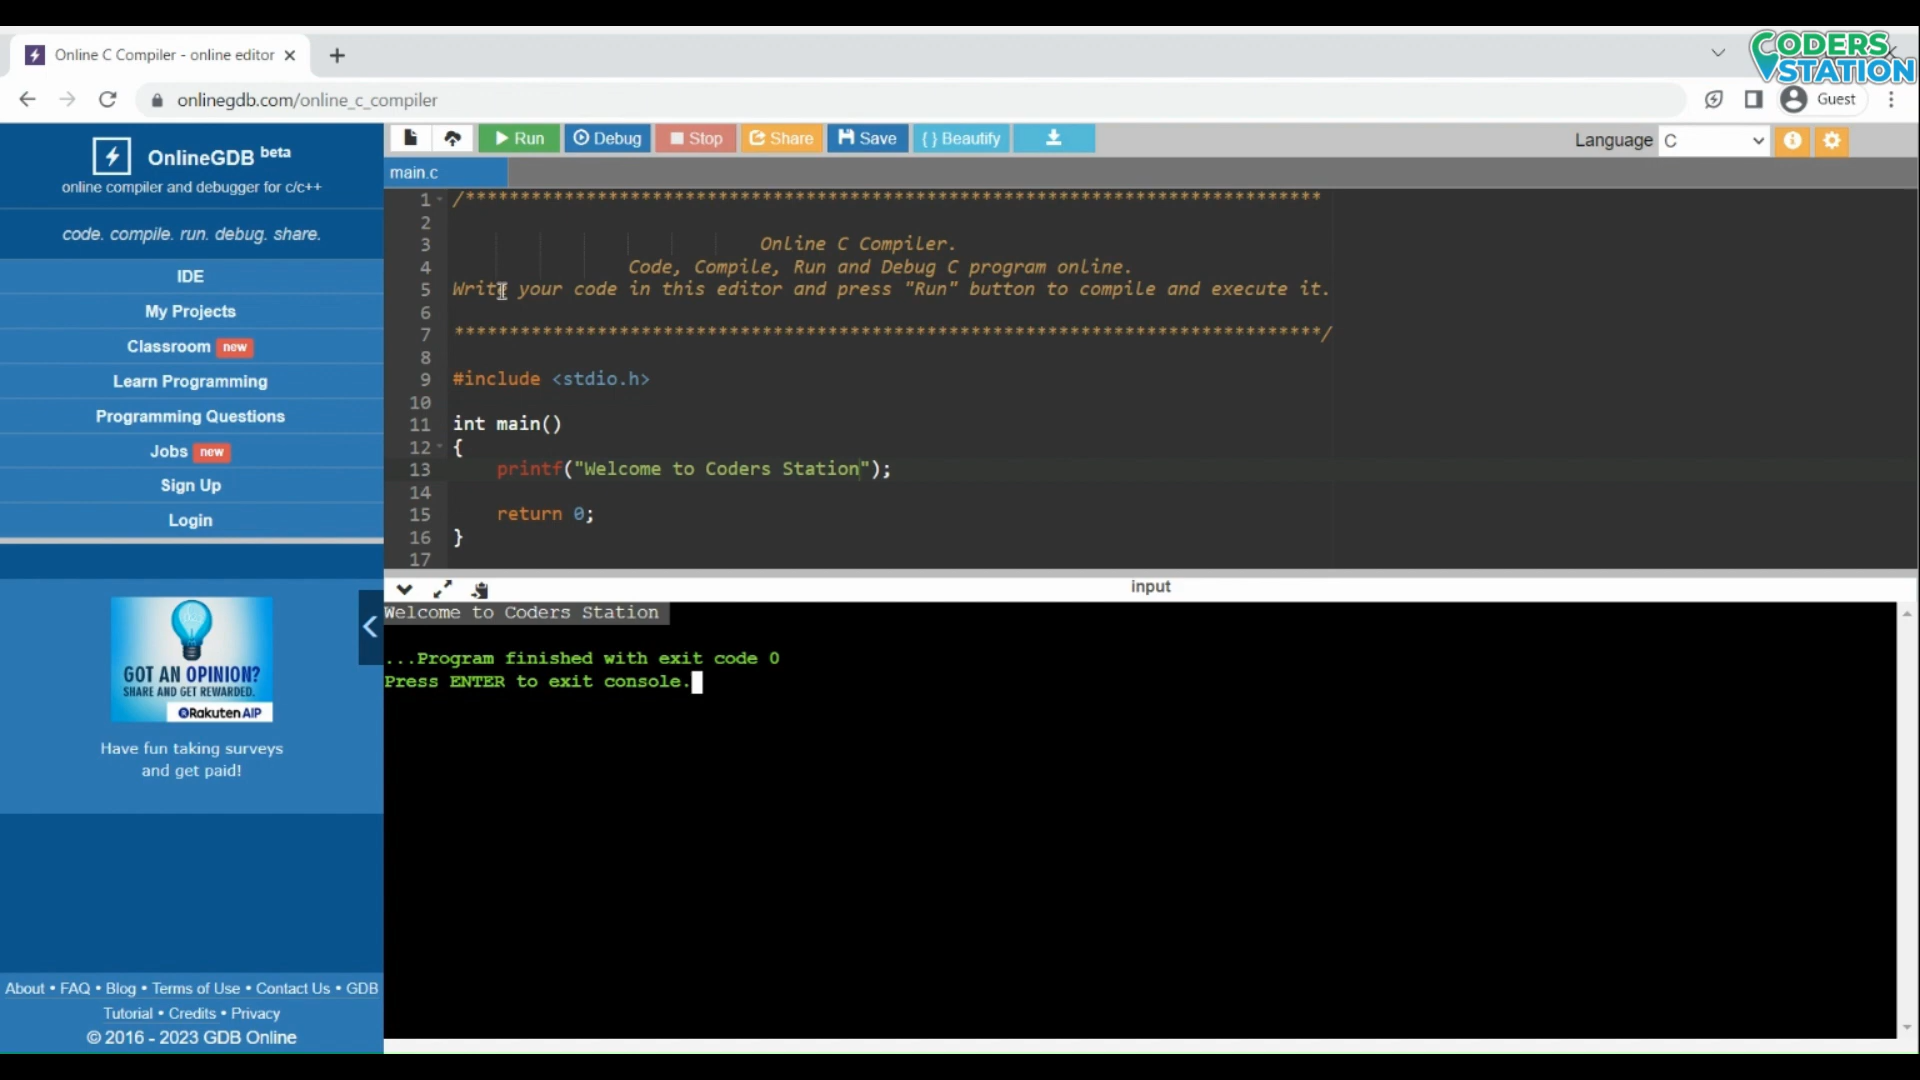 Online C Compiler - online editor
CODERS STATION
onlinegdb.com/online_c_compiler
Guest
OnlineGDB beta
online compiler and debugger for c/c++
code. compile. run. debug. share.
IDE
My Projects
Classroom new
Learn Programming
Programming Questions
Jobs new
Sign Up
Login
GOT AN OPINION?
SHARE AND GET REWARDED.
Rakuten AIP
Have fun taking surveys
and get paid!
About • FAQ • Blog • Terms of Use • Contact Us • GDB
Tutorial • Credits • Privacy
© 2016 - 2023 GDB Online
Run Debug Stop Share Save { } Beautify
Language C
main.c
1 /******************************************************************************
2
3 Online C Compiler.
4 Code, Compile, Run and Debug C program online.
5 Write your code in this editor and press "Run" button to compile and execute it.
6
7 *******************************************************************************/
8
9 #include <stdio.h>
10
11 int main()
12 {
13 printf("Welcome to Coders Station");
14
15 return 0;
16 }
17
input
Welcome to Coders Station
...Program finished with exit code 0
Press ENTER to exit console.